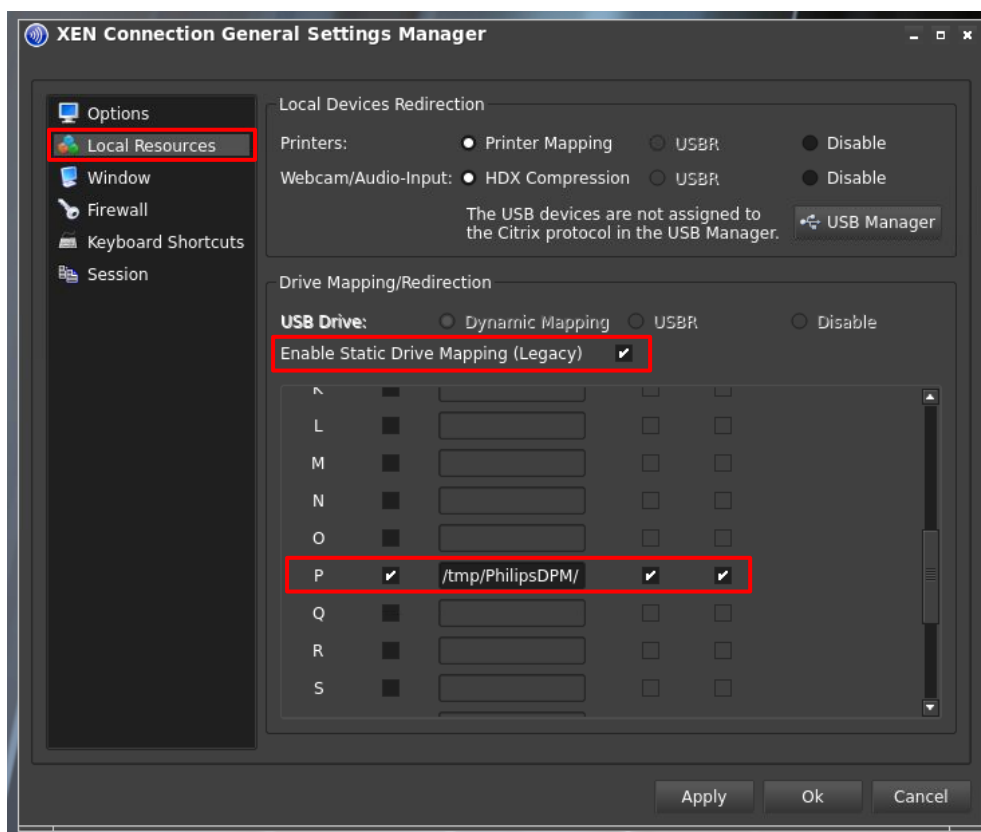 XEN Connection General Settings Manager
Options
Local Resources
Window
Firewall
Keyboard Shortcuts
Session
Local Devices Redirection
Printers: Printer Mapping USBR Disable
Webcam/Audio-Input: HDX Compression USBR Disable
The USB devices are not assigned to
the Citrix protocol in the USB Manager.
USB Manager
Drive Mapping/Redirection
USB Drive: Dynamic Mapping USBR Disable
Enable Static Drive Mapping (Legacy)
K
L
M
N
O
P /tmp/PhilipsDPM/
Q
R
S
Apply Ok Cancel